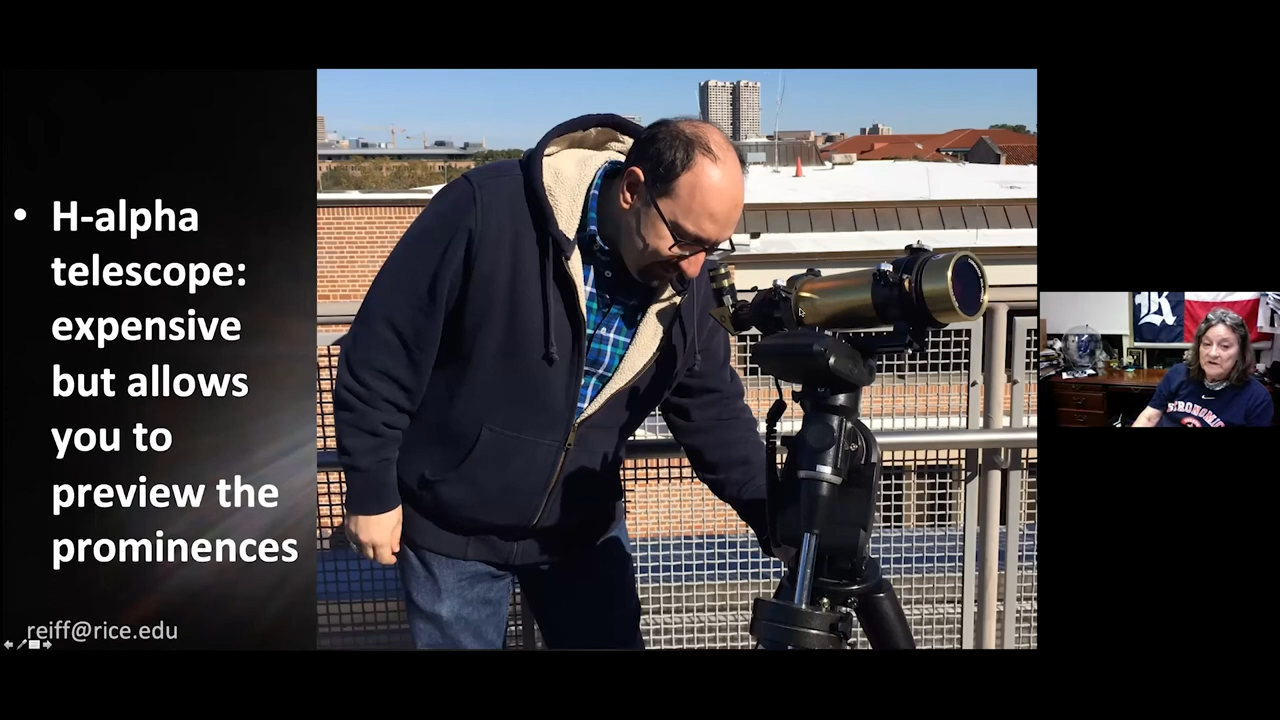 • H-alpha
telescope:
expensive
but allows
you to
preview the
prominences
reiff@rice.edu
R